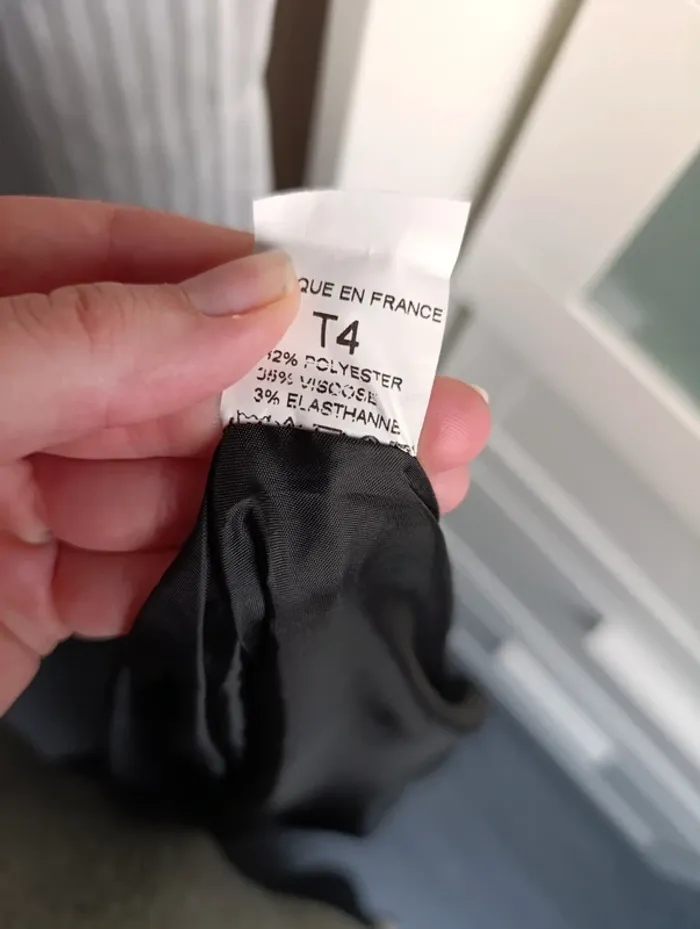 QUE EN FRANCE
T4
POLYESTER
35% VISCOSE
3% ELASTHANNE